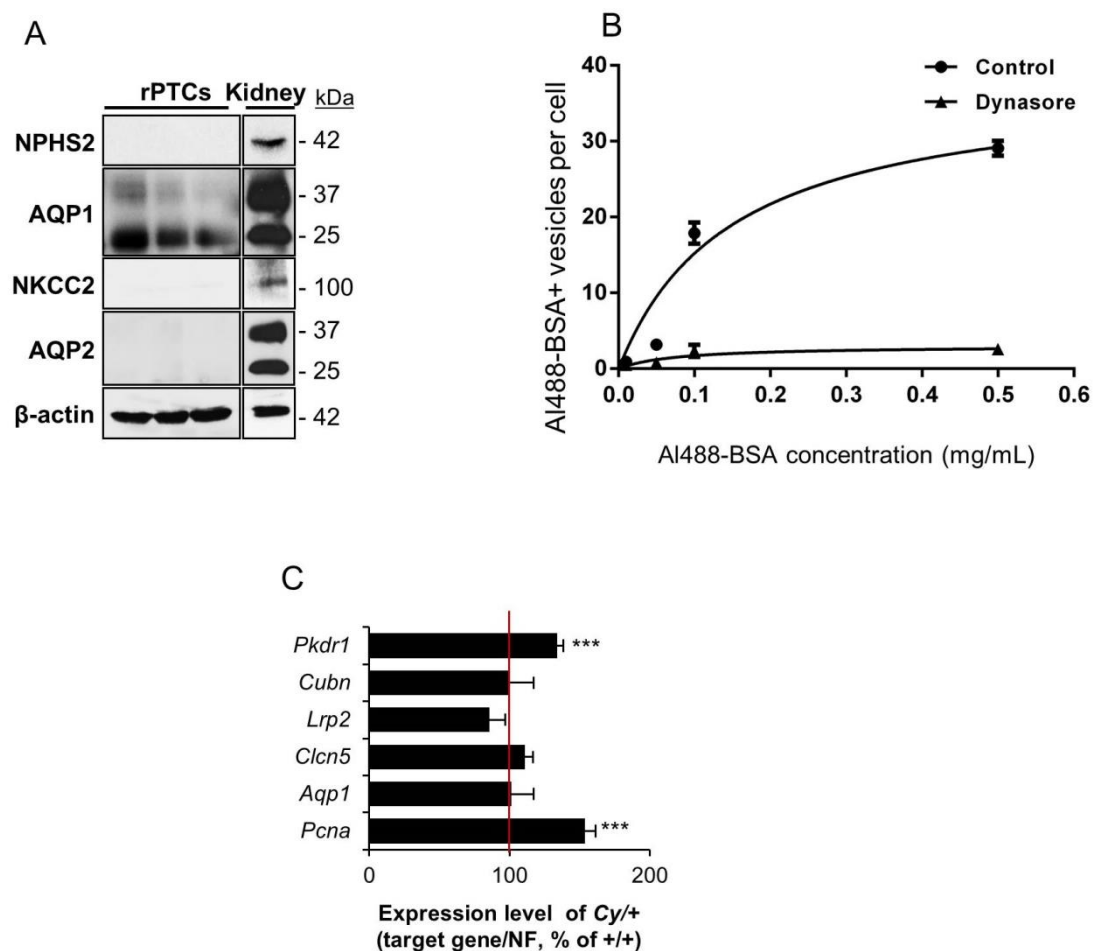 A
rPTCs Kidney kDa
NPHS2 - 42
AQP1 - 37
- 25
NKCC2 - 100
AQP2 - 37
- 25
β-actin - 42
B
Al488-BSA+ vesicles per cell
40
30
20
10
0
0.0 0.1 0.2 0.3 0.4 0.5 0.6
Al488-BSA concentration (mg/mL)
Control
Dynasore
C
Pkdr1 ***
Cubn
Lrp2
Clcn5
Aqp1
Pcna ***
0 100 200
Expression level of Cy/+
(target gene/NF, % of +/+)